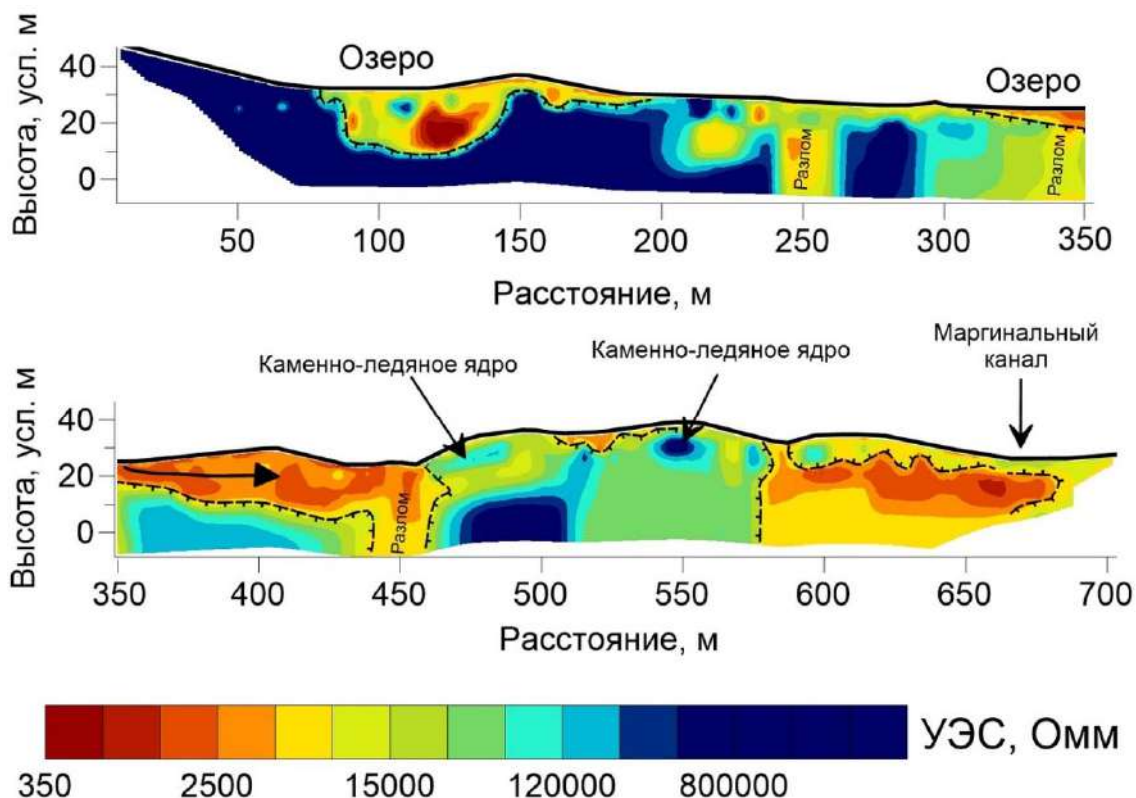 Озеро
Озеро
Высота, усл. м
40
20
0
Разлом
Разлом
50
100
150
200
250
300
350
Расстояние, м
Каменно-ледяное ядро
Каменно-ледяное ядро
Маргинальный
канал
Высота, усл. м
40
20
0
Разлом
350
400
450
500
550
600
650
700
Расстояние, м
УЭС, Омм
350
2500
15000
120000
800000